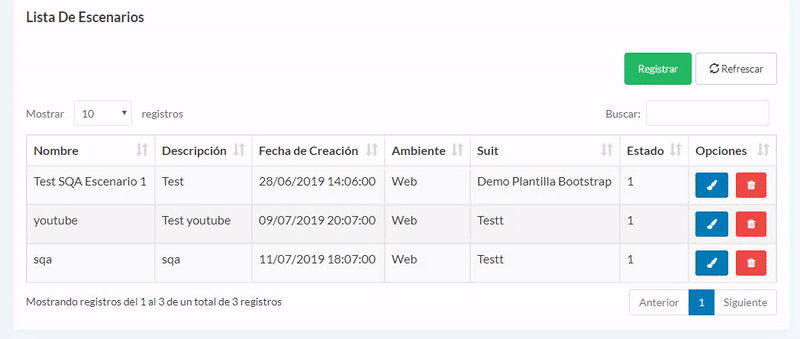 Lista De Escenarios
Registrar Refrescar
Mostrar 10 registros Buscar:
Nombre Descripción Fecha de Creación Ambiente Suit Estado Opciones
Test SQA Escenario 1 Test 28/06/2019 14:06:00 Web Demo Plantilla Bootstrap 1
youtube Test youtube 09/07/2019 20:07:00 Web Testt 1
sqa sqa 11/07/2019 18:07:00 Web Testt 1
Mostrando registros del 1 al 3 de un total de 3 registros Anterior 1 Siguiente